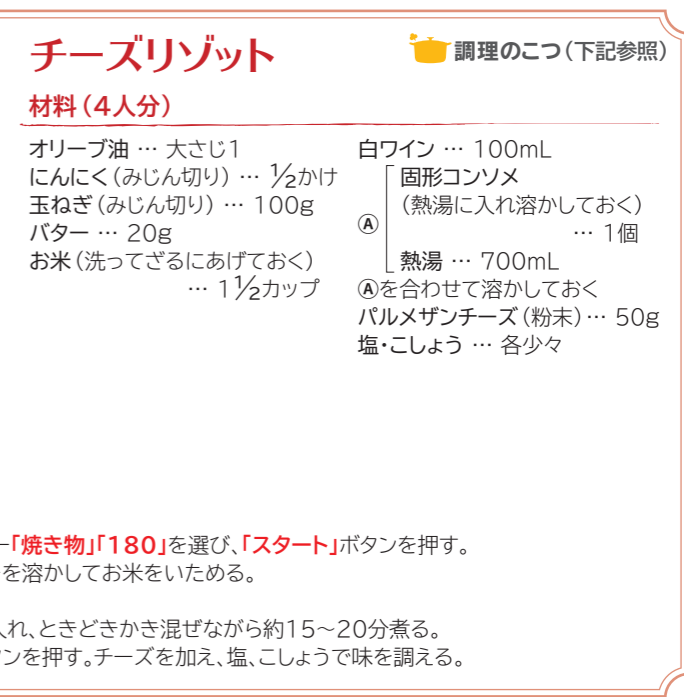 チーズリゾット
調理のこつ(下記参照)
材料(4人分)
オリーブ油 … 大さじ1
にんにく(みじん切り) … ½かけ
玉ねぎ(みじん切り) … 100g
バター … 20g
お米(洗ってざるにあげておく)
… 1½カップ
白ワイン … 100mL
Ⓐ
固形コンソメ
(熱湯に入れ溶かしておく)
… 1個
熱湯 … 700mL
Ⓐを合わせて溶かしておく
パルメザンチーズ(粉末)… 50g
塩・こしょう … 各少々
「焼き物」「180」を選び、「スタート」ボタンを押す。
を溶かしてお米をいためる。
れ、ときどきかき混ぜながら約15〜20分煮る。
ンを押す。チーズを加え、塩、こしょうで味を調える。